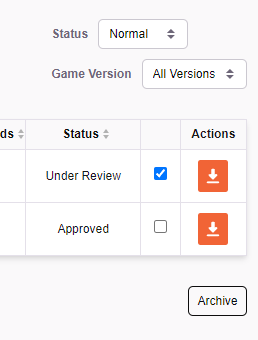 Status Normal
Game Version All Versions
ds Status Actions
Under Review
Approved
Archive